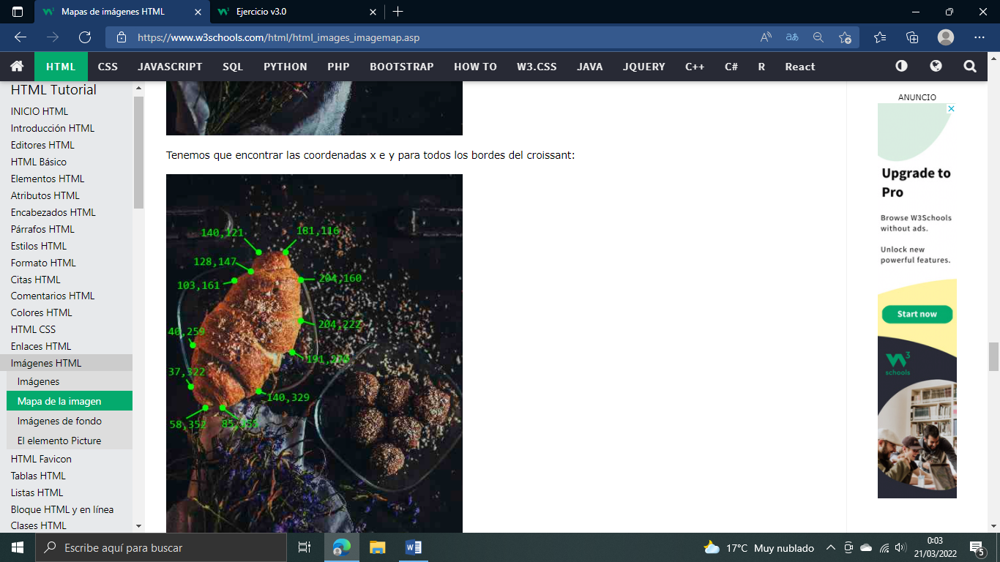 Mapas de imágenes HTML
Ejercicio v3.0
https://www.w3schools.com/html/html_images_imagemap.asp
HTML CSS JAVASCRIPT SQL PYTHON PHP BOOTSTRAP HOW TO W3.CSS JAVA JQUERY C++ C# R React
HTML Tutorial
INICIO HTML
Introducción HTML
Editores HTML
HTML Básico
Elementos HTML
Atributos HTML
Encabezados HTML
Párrafos HTML
Estilos HTML
Formato HTML
Citas HTML
Comentarios HTML
Colores HTML
HTML CSS
Enlaces HTML
Imágenes HTML
Imágenes
Mapa de la imagen
Imágenes de fondo
El elemento Picture
HTML Favicon
Tablas HTML
Listas HTML
Bloque HTML y en línea
Clases HTML
Tenemos que encontrar las coordenadas x e y para todos los bordes del croissant:
140,121
181,116
128,147
103,161
204,160
204,222
40,259
191,270
37,322
140,329
58,352
85,355
ANUNCIO
Upgrade to
Pro
Browse W3Schools
without ads.
Unlock new
powerful features.
Start now
3
schools
Escribe aquí para buscar
17°C Muy nublado
0:03
21/03/2022
5